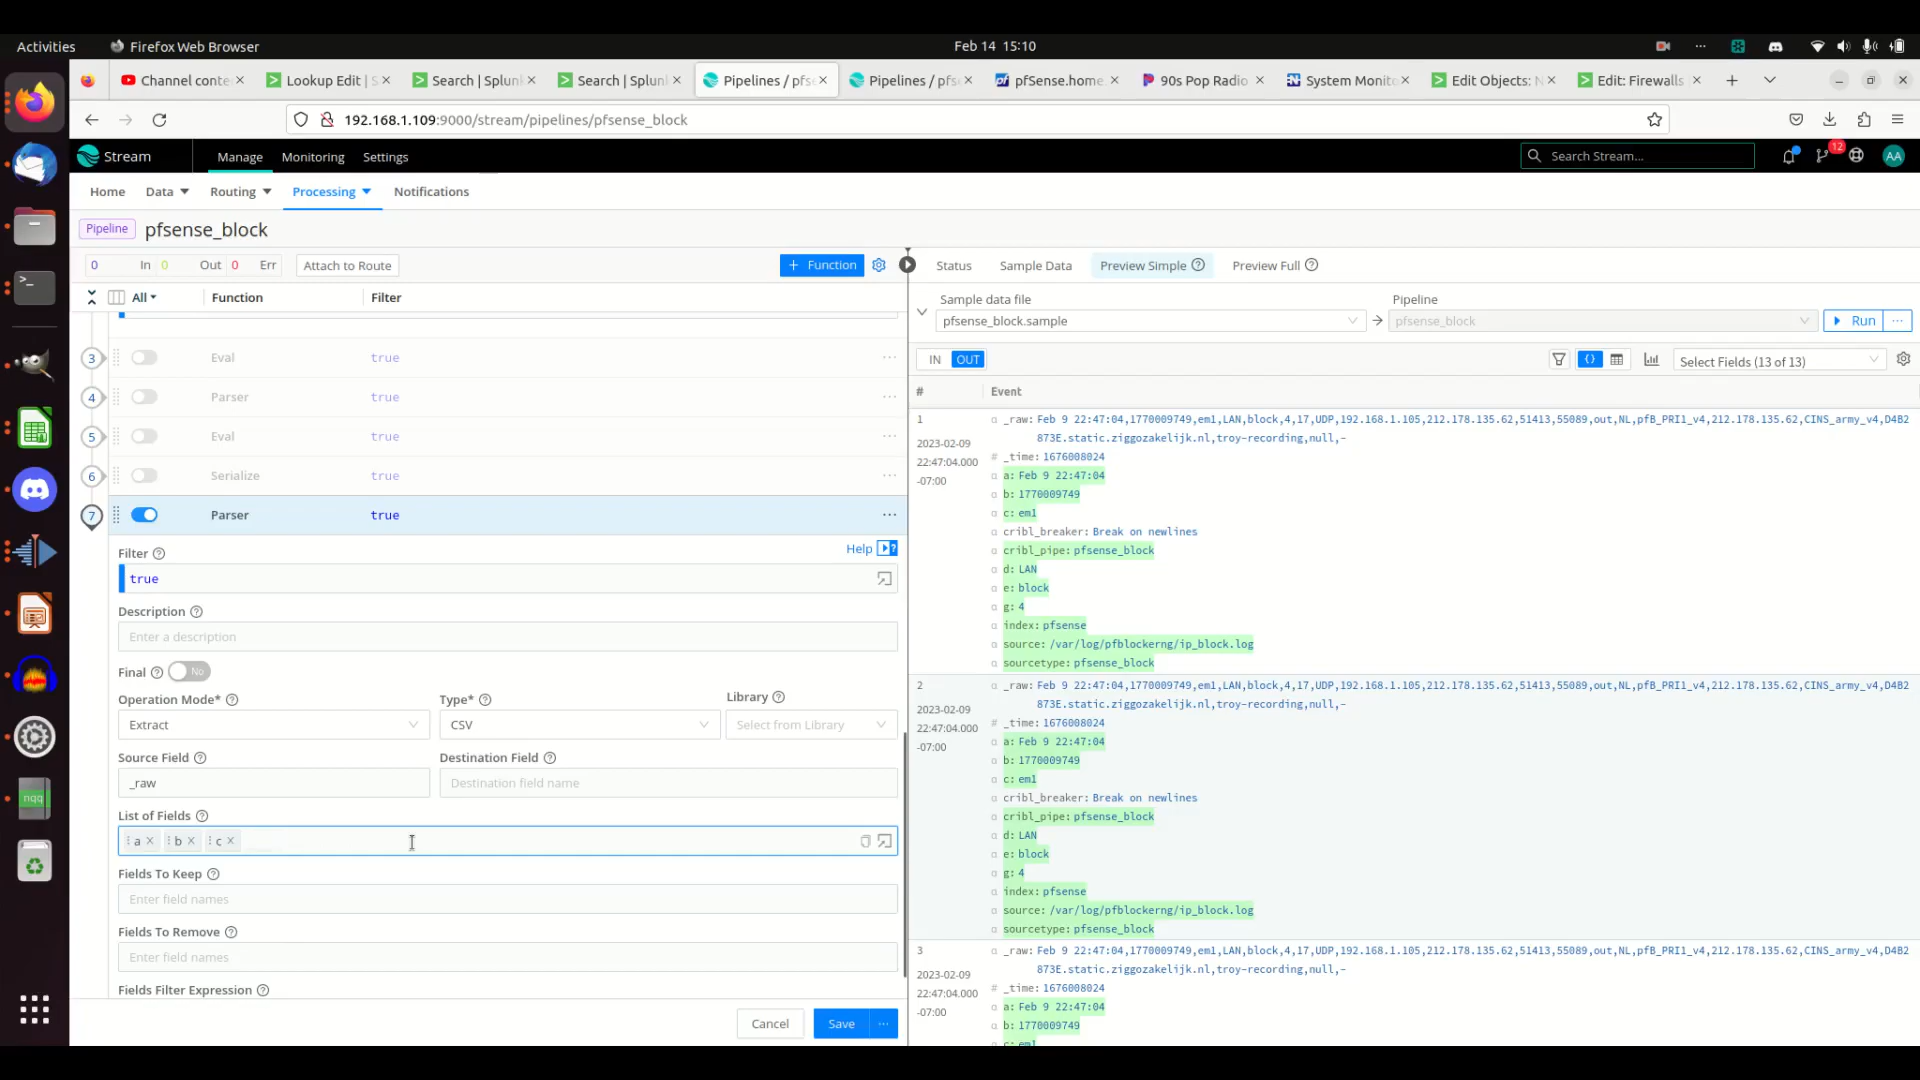 Activities
Firefox Web Browser
Feb 14 15:10
Channel conte
Lookup Edit | S
Search | Splun
Search | Splun
Pipelines / pfse
Pipelines / pfse
pfSense.home.
90s Pop Radio
System Monito
Edit Objects: N
Edit: Firewalls
192.168.1.109:9000/stream/pipelines/pfsense_block
Stream
Manage
Monitoring
Settings
Search Stream...
12
AA
Home
Data
Routing
Processing
Notifications
Pipeline
pfsense_block
0 In 0 Out 0 Err
Attach to Route
+ Function
Status
Sample Data
Preview Simple
Preview Full
All
Function
Filter
3 Eval true
4 Parser true
5 Eval true
6 Serialize true
7 Parser true
Filter
Help
true
Description
Enter a description
Final
No
Operation Mode*
Type*
Library
Extract
CSV
Select from Library
Source Field
Destination Field
_raw
Destination field name
List of Fields
a
b
c
Fields To Keep
Enter field names
Fields To Remove
Enter field names
Fields Filter Expression
Cancel
Save
Sample data file
Pipeline
pfsense_block.sample
pfsense_block
Run
IN
OUT
Select Fields (13 of 13)
# Event
1
2023-02-09
22:47:04.000
-07:00
α _raw: Feb 9 22:47:04,1770009749,em1,LAN,block,4,17,UDP,192.168.1.105,212.178.135.62,51413,55089,out,NL,pfB_PRI1_v4,212.178.135.62,CINS_army_v4,D4B2
873E.static.ziggozakelijk.nl,troy-recording,null,-
# _time: 1676008024
α a: Feb 9 22:47:04
α b: 1770009749
α c: em1
α cribl_breaker: Break on newlines
α cribl_pipe: pfsense_block
α d: LAN
α e: block
α g: 4
α index: pfsense
α source: /var/log/pfblockerng/ip_block.log
α sourcetype: pfsense_block
2
2023-02-09
22:47:04.000
-07:00
α _raw: Feb 9 22:47:04,1770009749,em1,LAN,block,4,17,UDP,192.168.1.105,212.178.135.62,51413,55089,out,NL,pfB_PRI1_v4,212.178.135.62,CINS_army_v4,D4B2
873E.static.ziggozakelijk.nl,troy-recording,null,-
# _time: 1676008024
α a: Feb 9 22:47:04
α b: 1770009749
α c: em1
α cribl_breaker: Break on newlines
α cribl_pipe: pfsense_block
α d: LAN
α e: block
α g: 4
α index: pfsense
α source: /var/log/pfblockerng/ip_block.log
α sourcetype: pfsense_block
3
2023-02-09
22:47:04.000
-07:00
α _raw: Feb 9 22:47:04,1770009749,em1,LAN,block,4,17,UDP,192.168.1.105,212.178.135.62,51413,55089,out,NL,pfB_PRI1_v4,212.178.135.62,CINS_army_v4,D4B2
873E.static.ziggozakelijk.nl,troy-recording,null,-
# _time: 1676008024
α a: Feb 9 22:47:04
α b: 1770009749
α c: em1
nqq